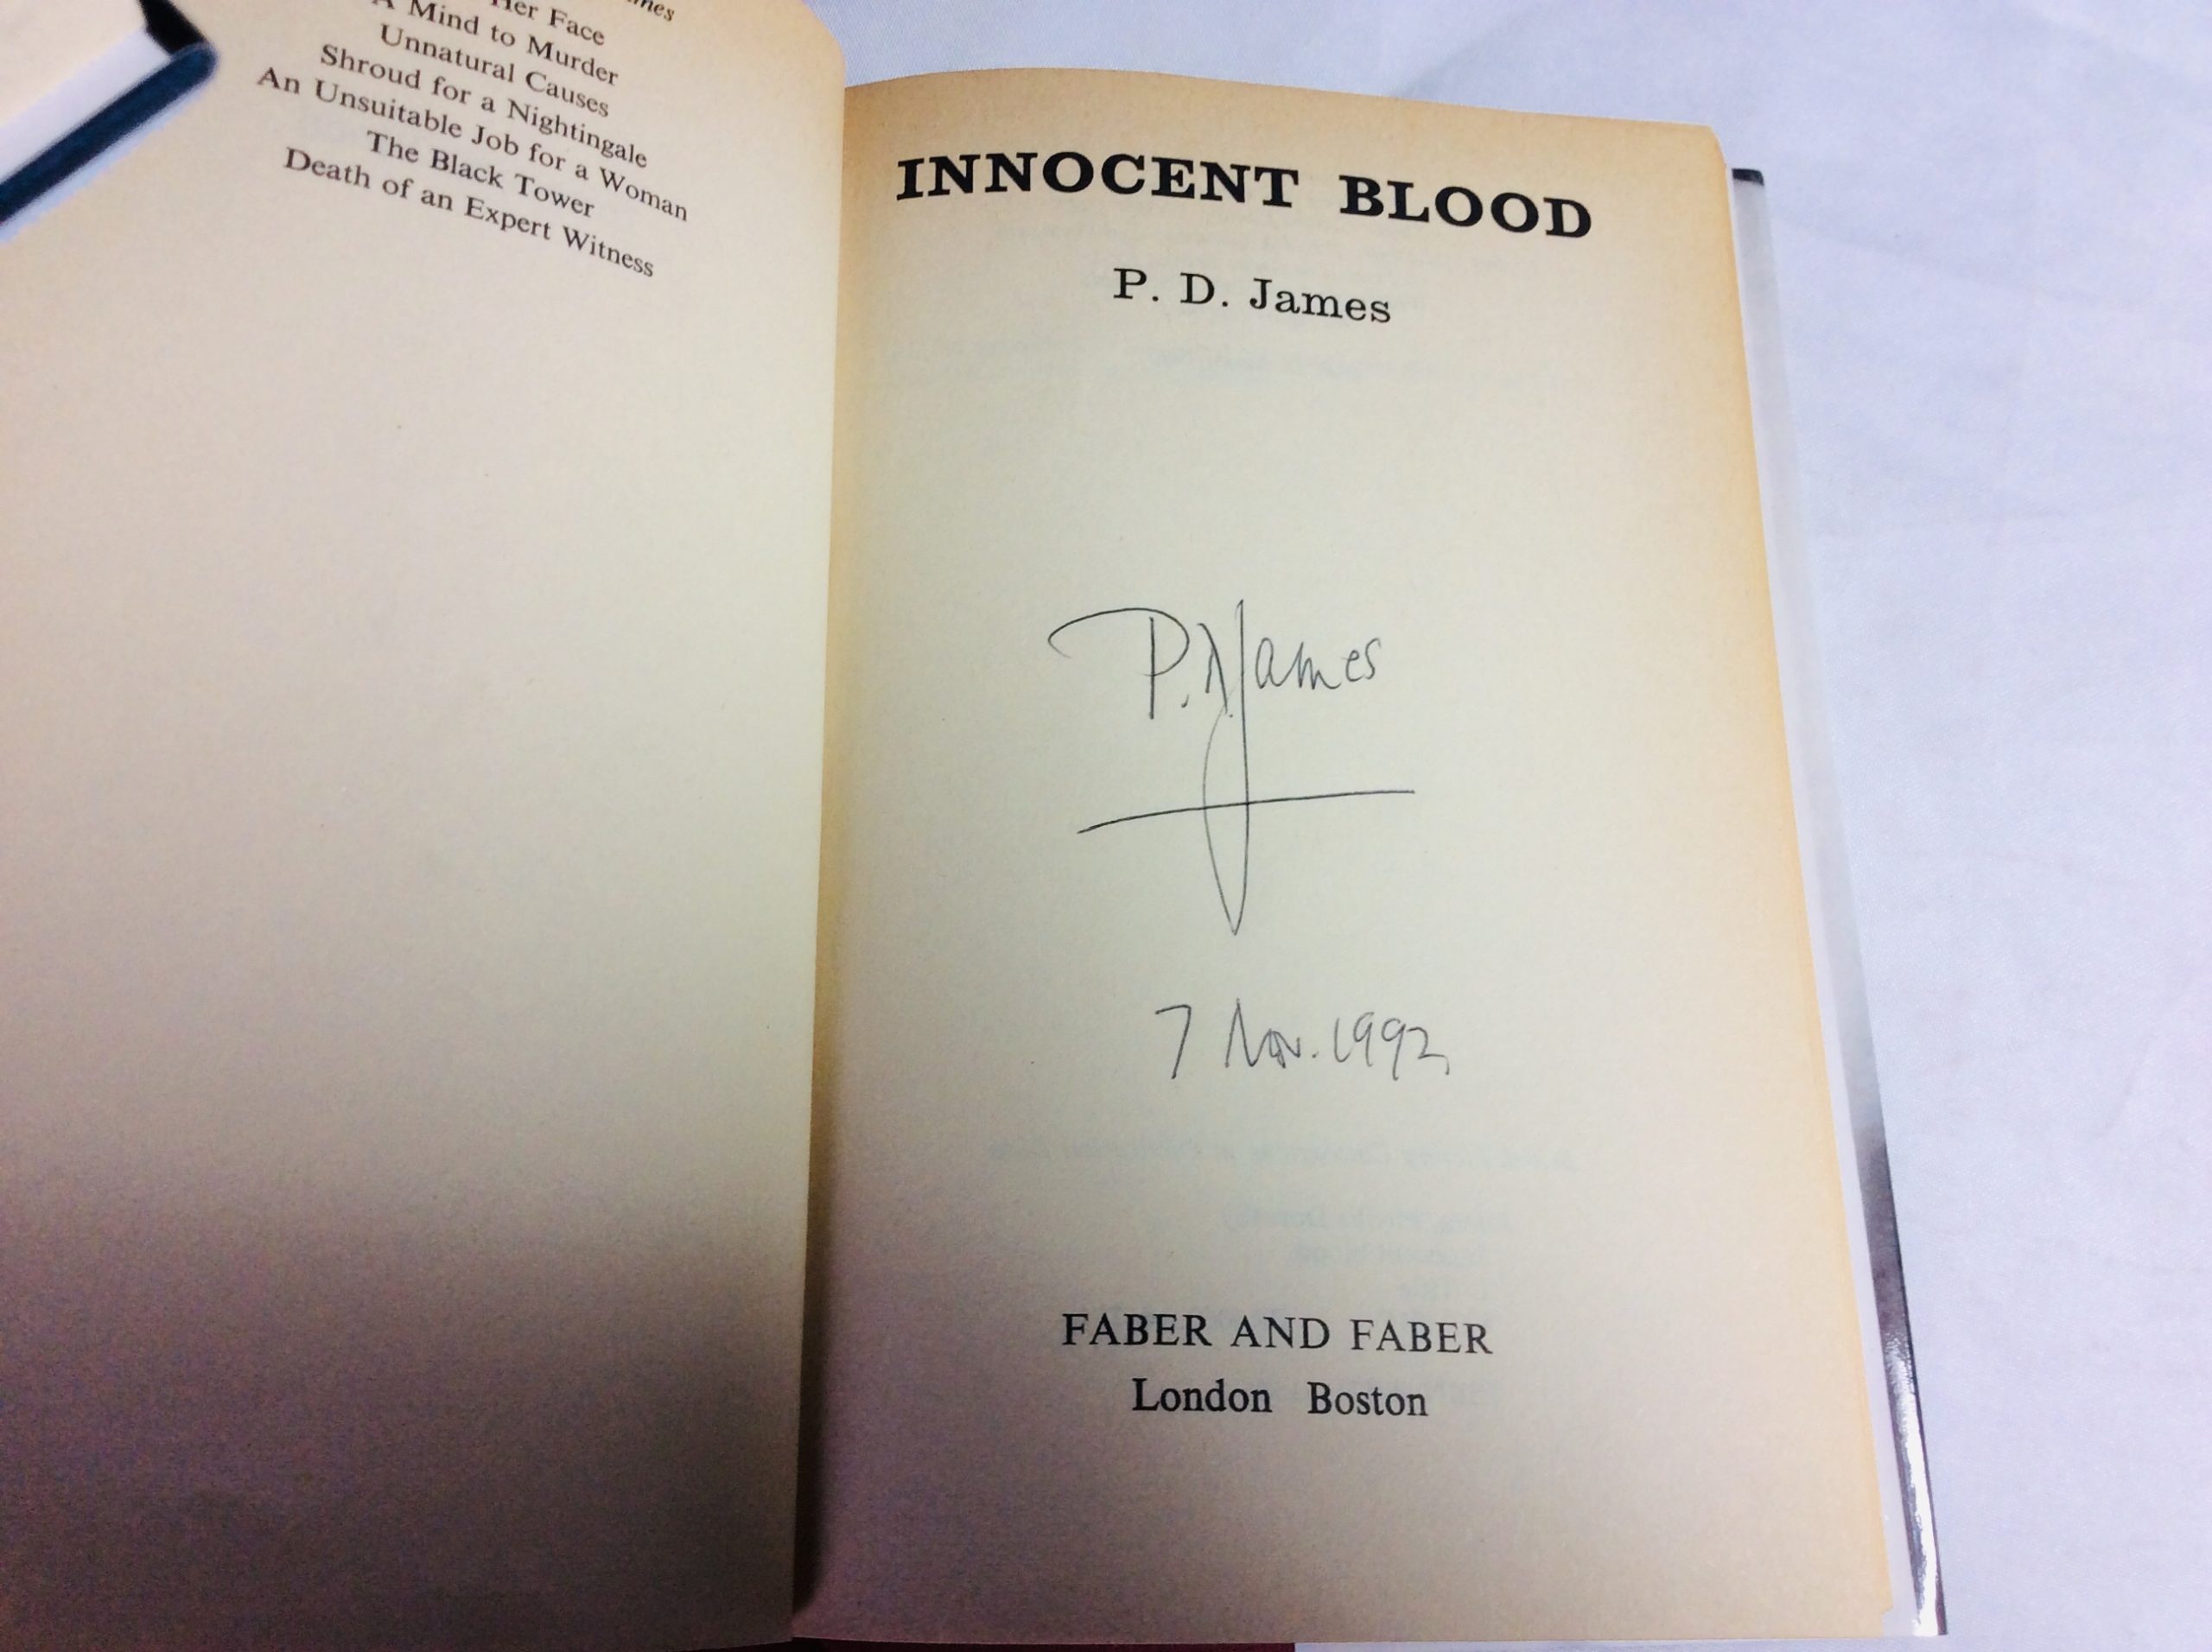 Her Face
A Mind to Murder
Unnatural Causes
Shroud for a Nightingale
An Unsuitable Job for a Woman
The Black Tower
Death of an Expert Witness
INNOCENT BLOOD
P. D. James
P. D. James
7 Nov. 1992
FABER AND FABER
London Boston